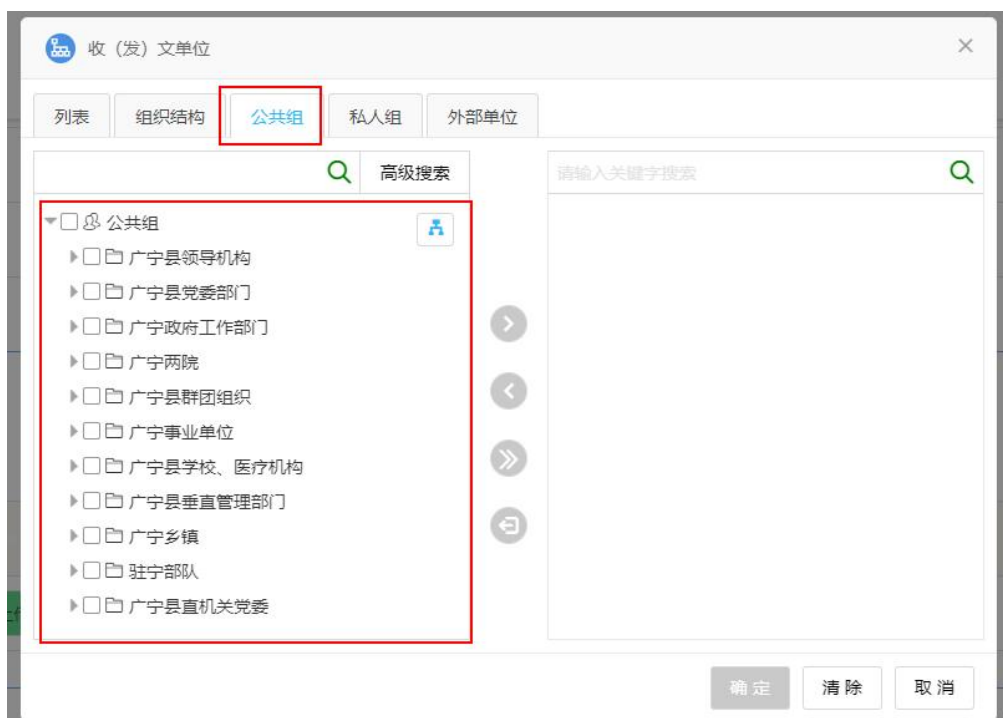 收（发）文单位
列表 组织结构 公共组 私人组 外部单位
高级搜索 请输入关键字搜索
公共组
广宁县领导机构
广宁县党委部门
广宁政府工作部门
广宁两院
广宁县群团组织
广宁事业单位
广宁县学校、医疗机构
广宁县垂直管理部门
广宁乡镇
驻宁部队
广宁县直机关党委
确定 清除 取消